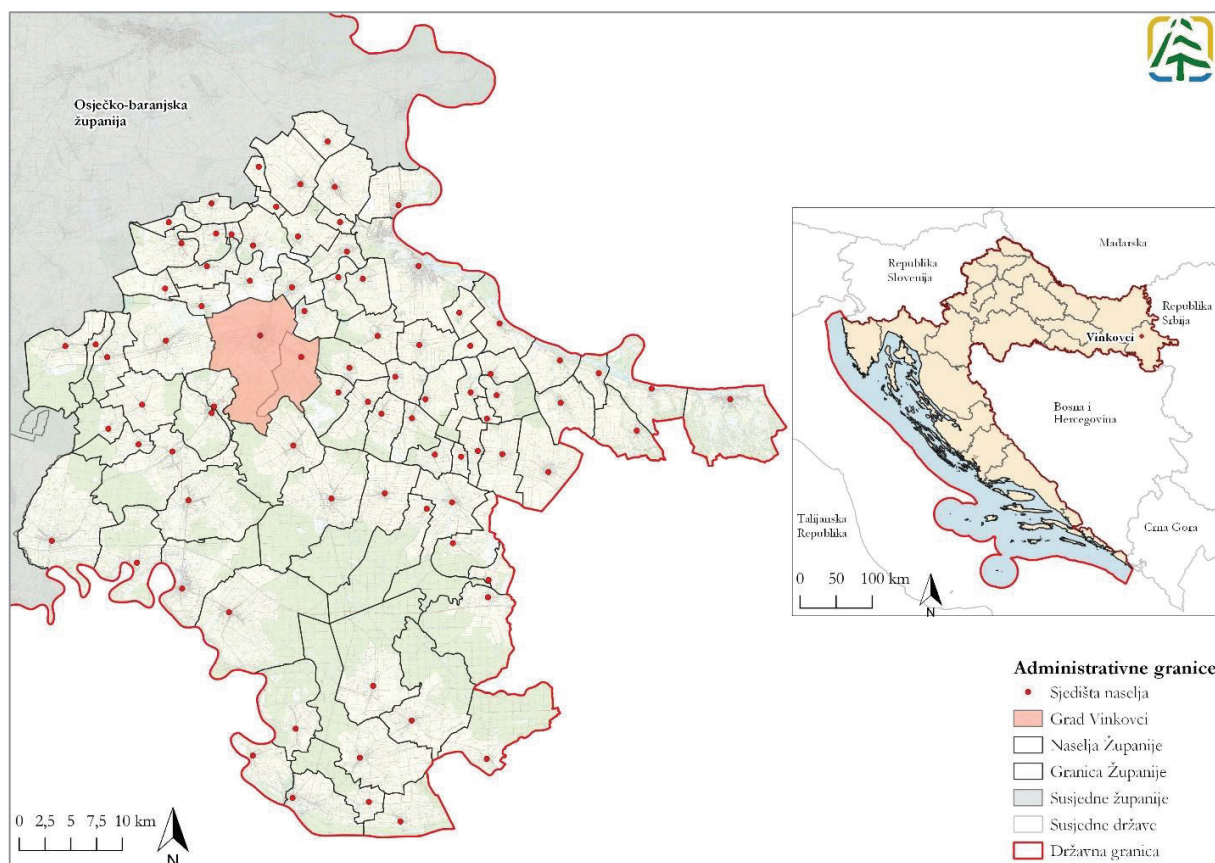 Osječko-baranjska
županija
0 2,5 5 7,5 10 km
N
Mađarska
Republika
Slovenija
Republika
Srbija
Vinkovci
Bosna i
Hercegovina
Talijanska
Republika
Crna Gora
0 50 100 km
N
Administrativne granice
Sjedišta naselja
Grad Vinkovci
Naselja Županije
Granica Županije
Susjedne županije
Susjedne države
Državna granica